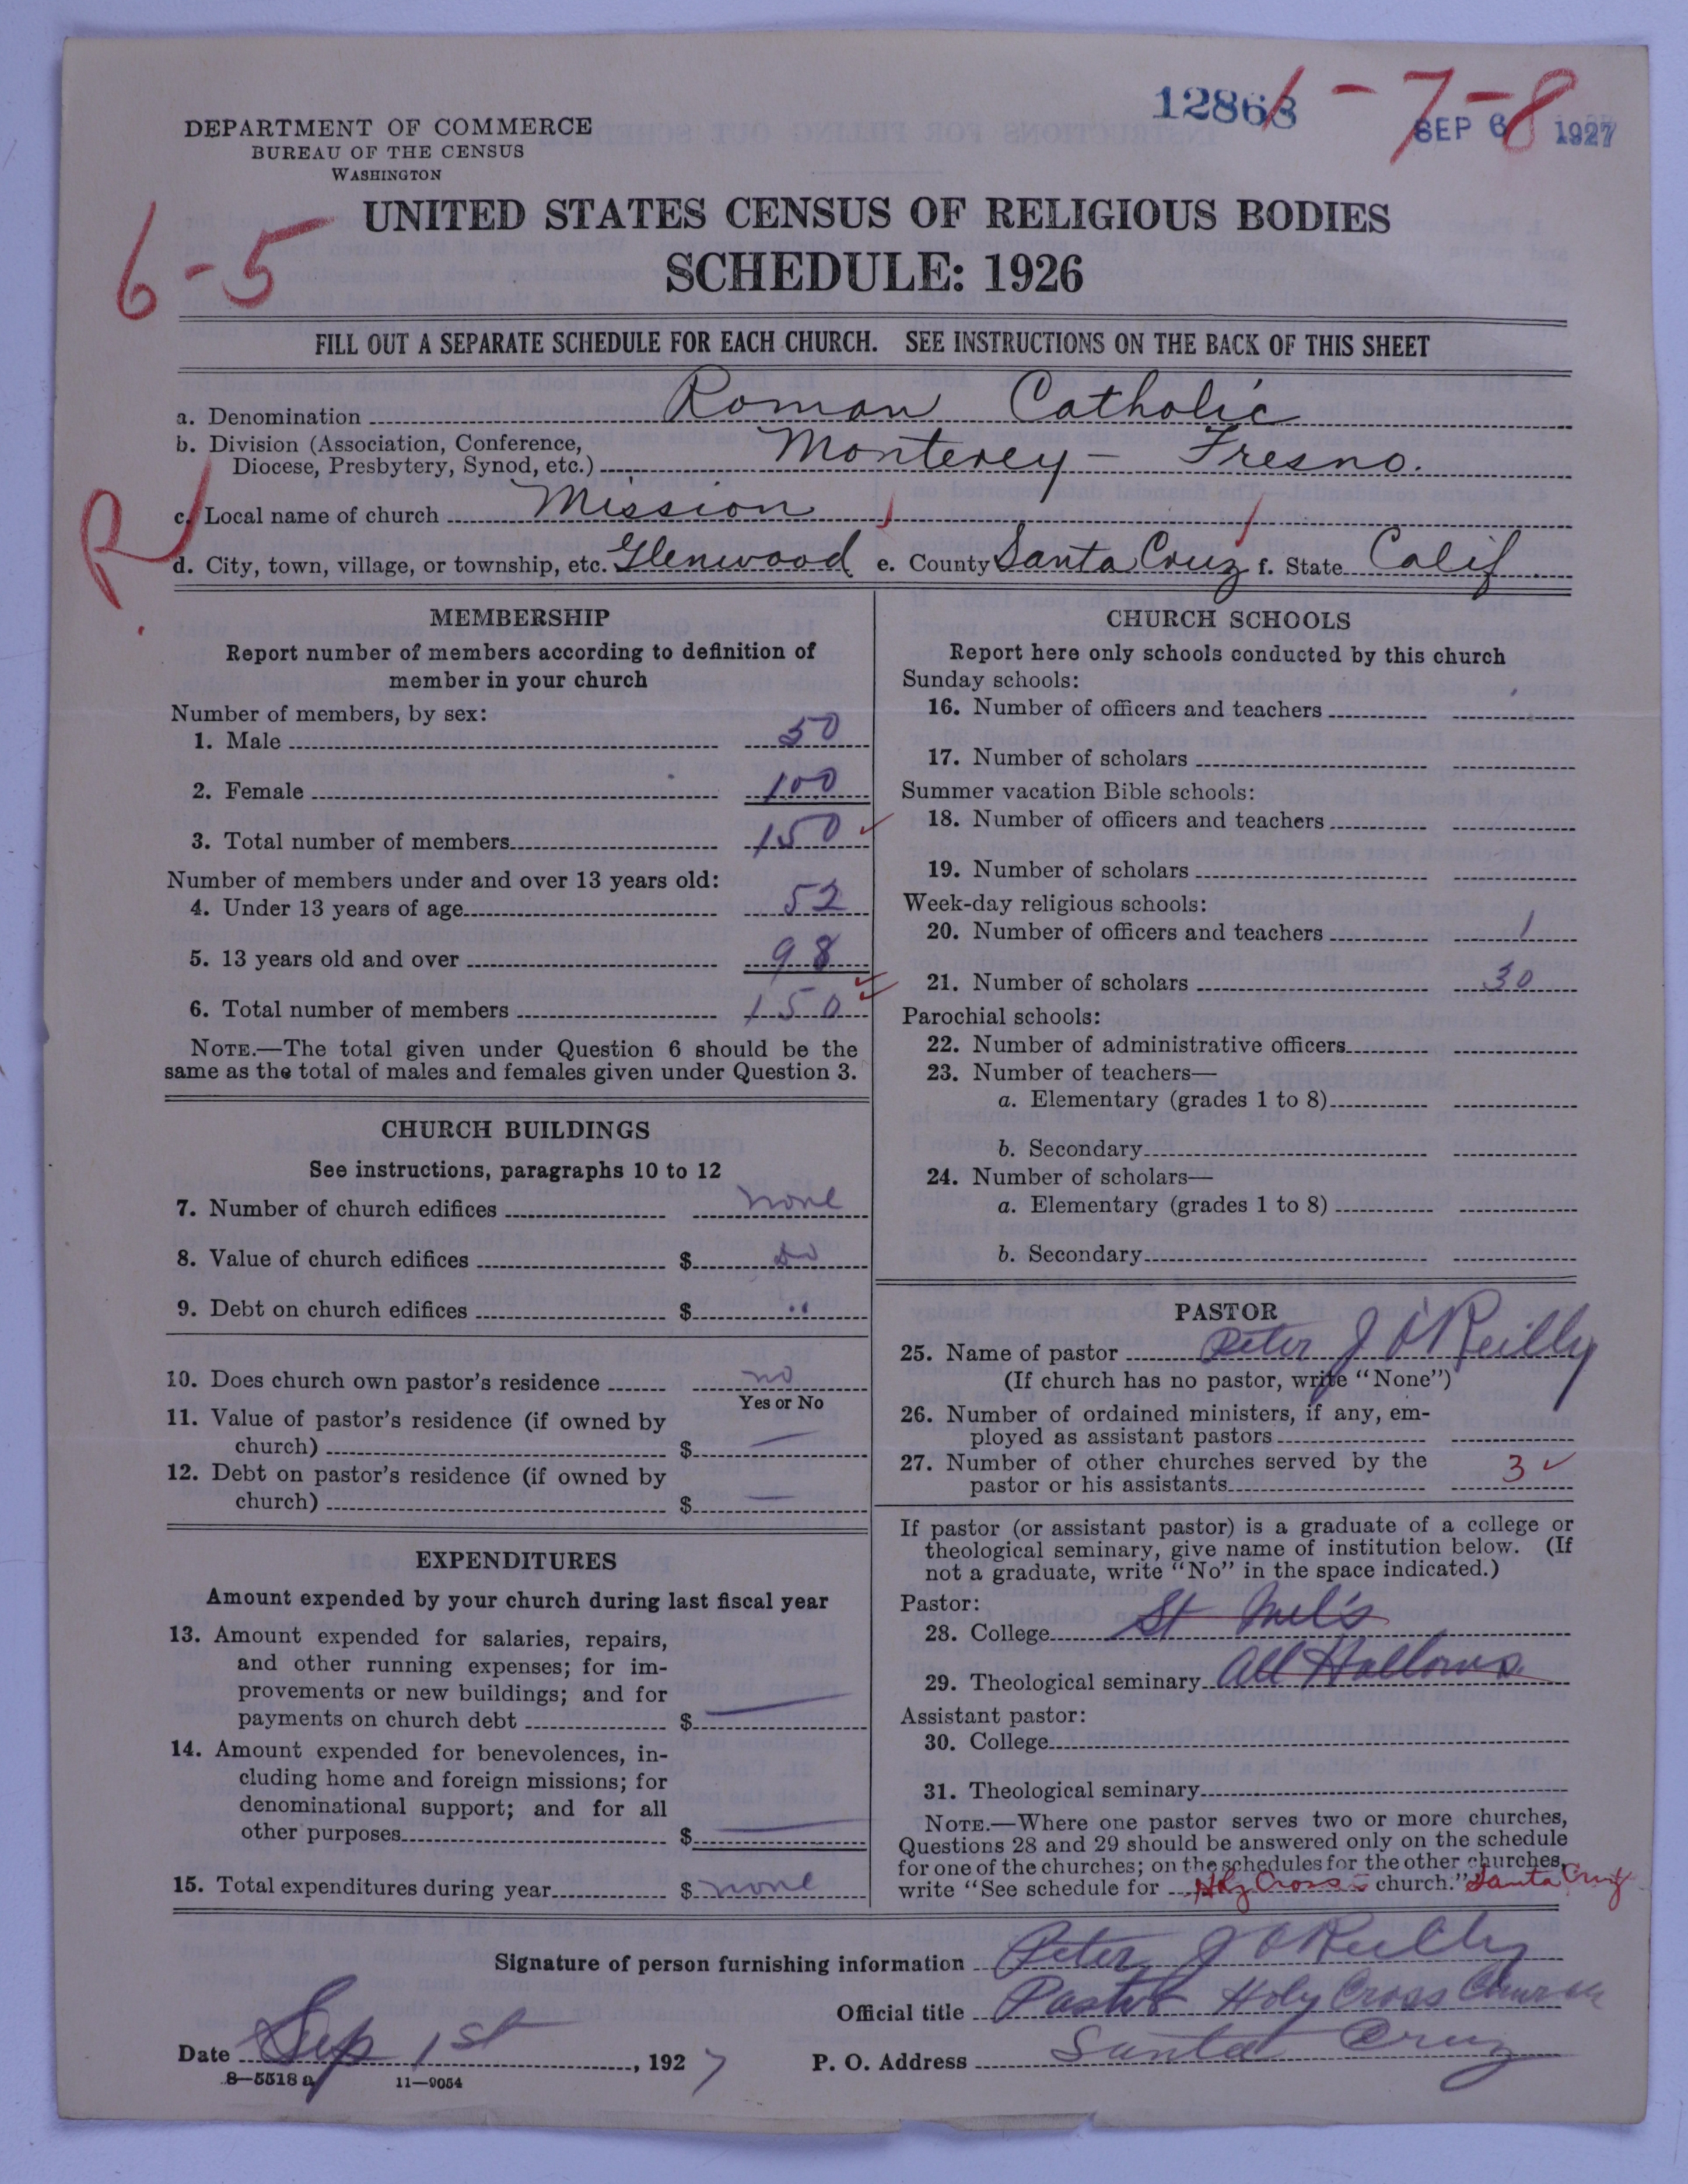 DEPARTMENT OF COMMERCE
BUREAU OF THE CENSUS
WASHINGTON
1-7-8
SEP 6 1927
6-5
UNITED STATES CENSUS OF RELIGIOUS BODIES
SCHEDULE: 1926
FILL OUT A SEPARATE SCHEDULE FOR EACH CHURCH. SEE INSTRUCTIONS ON THE BACK OF THIS SHEET
a. Denomination Roman Catholic
b. Division (Association, Conference,
Diocese, Presbytery, Synod, etc.) Monterey - Fresno.
R
c. Local name of church Mission
d. City, town, village, or township, etc. Glenwood e. County Santa Cruz f. State Calif
MEMBERSHIP
Report number of members according to definition of
member in your church
Number of members, by sex:
1. Male 50
2. Female 100
3. Total number of members 150
Number of members under and over 13 years old:
4. Under 13 years of age 52
5. 13 years old and over 98
6. Total number of members 150
NOTE.—The total given under Question 6 should be the
same as the total of males and females given under Question 3.
CHURCH BUILDINGS
See instructions, paragraphs 10 to 12
7. Number of church edifices none
8. Value of church edifices $ do
9. Debt on church edifices $ "
10. Does church own pastor's residence no
Yes or No
11. Value of pastor's residence (if owned by
church) $ —
12. Debt on pastor's residence (if owned by
church) $ —
EXPENDITURES
Amount expended by your church during last fiscal year
13. Amount expended for salaries, repairs,
and other running expenses; for im-
provements or new buildings; and for
payments on church debt $ —
14. Amount expended for benevolences, in-
cluding home and foreign missions; for
denominational support; and for all
other purposes $ —
15. Total expenditures during year $ none
CHURCH SCHOOLS
Report here only schools conducted by this church
Sunday schools:
16. Number of officers and teachers
17. Number of scholars
Summer vacation Bible schools:
18. Number of officers and teachers
19. Number of scholars
Week-day religious schools:
20. Number of officers and teachers 1
21. Number of scholars 30
Parochial schools:
22. Number of administrative officers
23. Number of teachers—
a. Elementary (grades 1 to 8)
b. Secondary
24. Number of scholars—
a. Elementary (grades 1 to 8)
b. Secondary
PASTOR
25. Name of pastor Peter J O'Reilly
(If church has no pastor, write "None")
26. Number of ordained ministers, if any, em-
ployed as assistant pastors
27. Number of other churches served by the
pastor or his assistants 3
If pastor (or assistant pastor) is a graduate of a college or
theological seminary, give name of institution below. (If
not a graduate, write "No" in the space indicated.)
Pastor:
28. College St Mel's
29. Theological seminary All Hallows
Assistant pastor:
30. College
31. Theological seminary
NOTE.—Where one pastor serves two or more churches,
Questions 28 and 29 should be answered only on the schedule
for one of the churches; on the schedules for the other churches,
write "See schedule for Holy Cross church." Santa Cruz
Signature of person furnishing information Peter J O'Reilly
Official title Pastor Holy Cross Church
Date Sep 1st, 1927 P. O. Address Santa Cruz
8—5518 a 11—9054